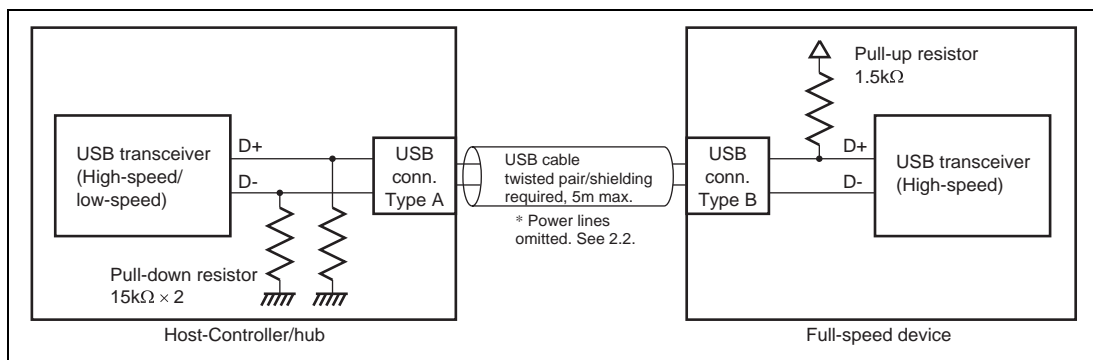 USB transceiver
(High-speed/
low-speed)
D+
D-
Pull-down resistor
15kΩ × 2
Host-Controller/hub
USB
conn.
Type A
USB cable
twisted pair/shielding
required, 5m max.
* Power lines
omitted. See 2.2.
USB
conn.
Type B
Pull-up resistor
1.5kΩ
D+
D-
USB transceiver
(High-speed)
Full-speed device